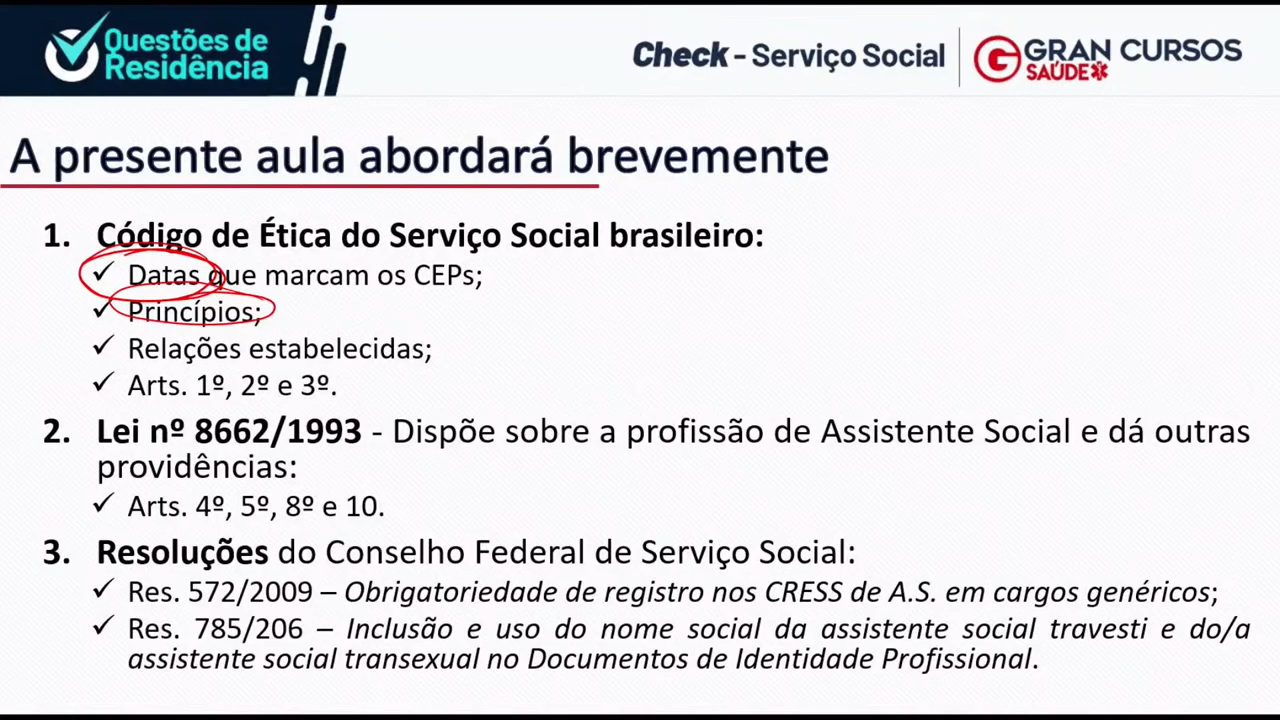 Questões de
Residência
Check - Serviço Social
GRAN CURSOS
SAÚDE
A presente aula abordará brevemente
1. Código de Ética do Serviço Social brasileiro:
✓ Datas que marcam os CEPs;
✓ Princípios;
✓ Relações estabelecidas;
✓ Arts. 1º, 2º e 3º.
2. Lei nº 8662/1993 - Dispõe sobre a profissão de Assistente Social e dá outras
providências:
✓ Arts. 4º, 5º, 8º e 10.
3. Resoluções do Conselho Federal de Serviço Social:
✓ Res. 572/2009 – Obrigatoriedade de registro nos CRESS de A.S. em cargos genéricos;
✓ Res. 785/206 – Inclusão e uso do nome social da assistente social travesti e do/a
assistente social transexual no Documentos de Identidade Profissional.